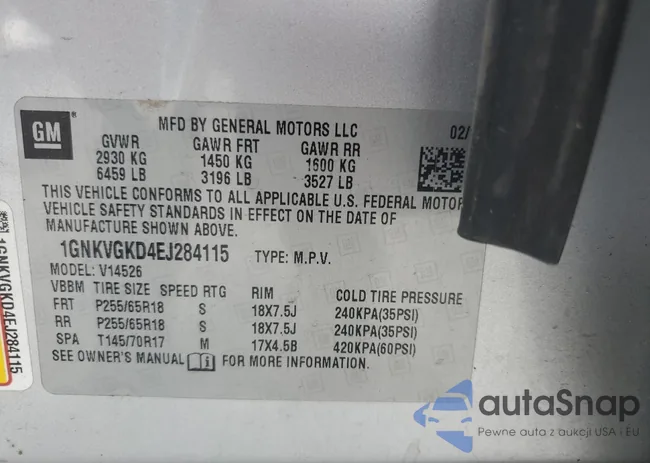 GM
MFD BY GENERAL MOTORS LLC 02/
GVWR GAWR FRT GAWR RR
2930 KG 1450 KG 1600 KG
6459 LB 3196 LB 3527 LB
THIS VEHICLE CONFORMS TO ALL APPLICABLE U.S. FEDERAL MOTOR
VEHICLE SAFETY STANDARDS IN EFFECT ON THE DATE OF
MANUFACTURE SHOWN ABOVE.
1GNKVGKD4EJ284115 TYPE: M.P.V.
MODEL: V14526
VBBM TIRE SIZE SPEED RTG RIM COLD TIRE PRESSURE
FRT P255/65R18 S 18X7.5J 240KPA(35PSI)
RR P255/65R18 S 18X7.5J 240KPA(35PSI)
SPA T145/70R17 M 17X4.5B 420KPA(60PSI)
SEE OWNER'S MANUAL FOR MORE INFORMATION.
1GNKVGKD4EJ284115
autoSnap
Pewne auta z aukcji USA i EU